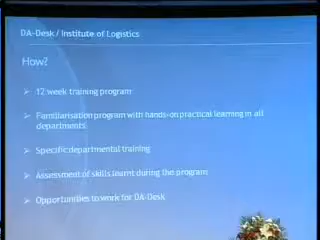 DA-Desk / Institute of Logistics
How?
➢ 12 week training program
➢ Familiarisation program with hands-on practical learning in all
departments
➢ Specific departmental training
➢ Assessment of skills learnt during the program
➢ Opportunities to work for DA-Desk